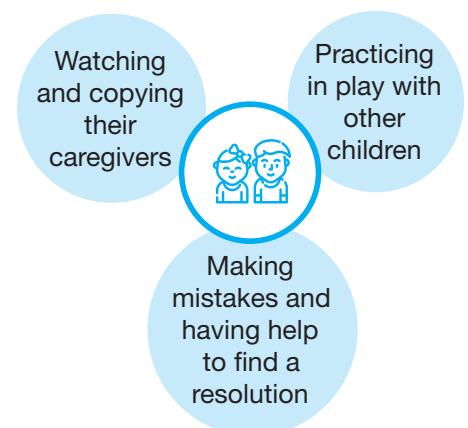 Watching
and copying
their
caregivers
Practicing
in play with
other
children
Making
mistakes and
having help
to find a
resolution